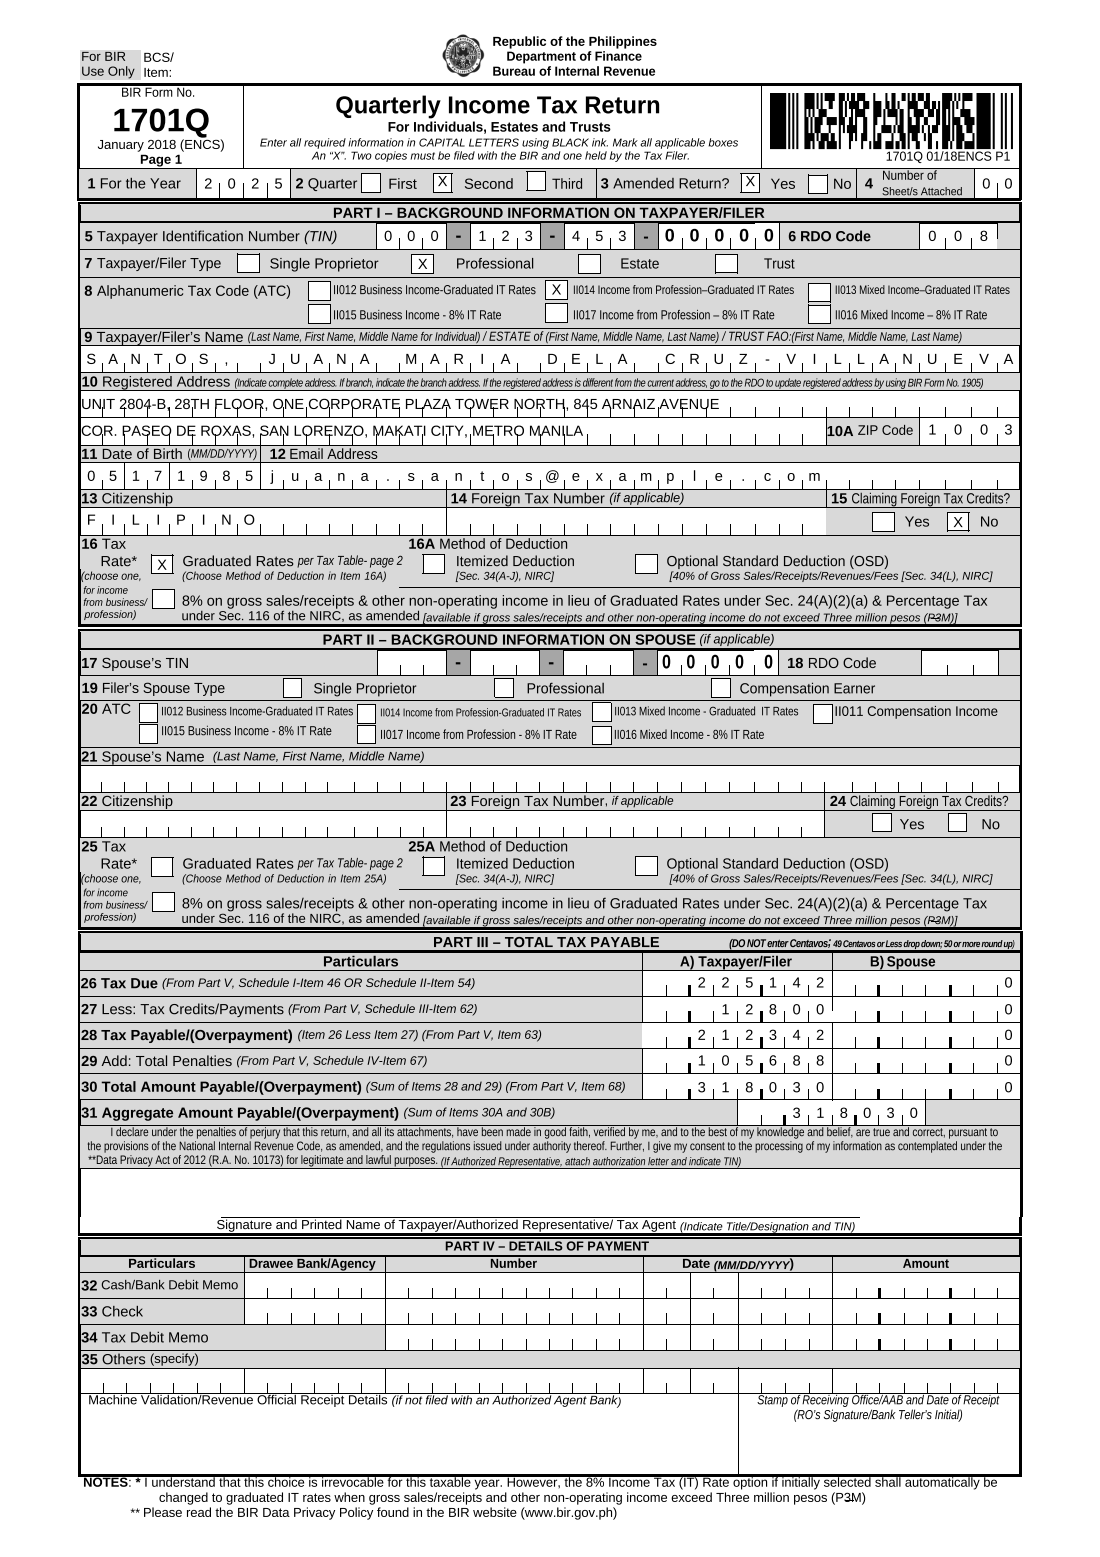 For BIR Use Only BCS/ Item:
Republic of the Philippines
Department of Finance
Bureau of Internal Revenue
BIR Form No.
1701Q
January 2018 (ENCS)
Page 1
Quarterly Income Tax Return
For Individuals, Estates and Trusts
Enter all required information in CAPITAL LETTERS using BLACK ink. Mark all applicable boxes
An “X”. Two copies must be filed with the BIR and one held by the Tax Filer.
1701Q 01/18ENCS P1
1 For the Year 2025 2 Quarter First X Second Third 3 Amended Return? X Yes No 4 Number of Sheet/s Attached 00
PART I – BACKGROUND INFORMATION ON TAXPAYER/FILER
5 Taxpayer Identification Number (TIN) 000 - 123 - 453 - 00000 6 RDO Code 008
7 Taxpayer/Filer Type Single Proprietor X Professional Estate Trust
8 Alphanumeric Tax Code (ATC) II012 Business Income-Graduated IT Rates X II014 Income from Profession–Graduated IT Rates II013 Mixed Income–Graduated IT Rates
II015 Business Income - 8% IT Rate II017 Income from Profession – 8% IT Rate II016 Mixed Income – 8% IT Rate
9 Taxpayer/Filer’s Name (Last Name, First Name, Middle Name for Individual) / ESTATE of (First Name, Middle Name, Last Name) / TRUST FAO:(First Name, Middle Name, Last Name)
SANTOS, JUANA MARIA DELA CRUZ-VILLANUEVA
10 Registered Address (Indicate complete address. If branch, indicate the branch address. If the registered address is different from the current address, go to the RDO to update registered address by using BIR Form No. 1905)
UNIT 2804-B, 28TH FLOOR, ONE CORPORATE PLAZA TOWER NORTH, 845 ARNAIZ AVENUE
COR. PASEO DE ROXAS, SAN LORENZO, MAKATI CITY, METRO MANILA 10A ZIP Code 1003
11 Date of Birth (MM/DD/YYYY) 12 Email Address
05171985 juana.santos@example.com
13 Citizenship 14 Foreign Tax Number (if applicable) 15 Claiming Foreign Tax Credits?
FILIPINO Yes X No
16 Tax 16A Method of Deduction
Rate* X Graduated Rates per Tax Table- page 2 Itemized Deduction Optional Standard Deduction (OSD)
(choose one, (Choose Method of Deduction in Item 16A) [Sec. 34(A-J), NIRC] [40% of Gross Sales/Receipts/Revenues/Fees [Sec. 34(L), NIRC]
for income
from business/ 8% on gross sales/receipts & other non-operating income in lieu of Graduated Rates under Sec. 24(A)(2)(a) & Percentage Tax
profession) under Sec. 116 of the NIRC, as amended [available if gross sales/receipts and other non-operating income do not exceed Three million pesos (₱3M)]
PART II – BACKGROUND INFORMATION ON SPOUSE (if applicable)
17 Spouse’s TIN - - - 00000 18 RDO Code
19 Filer’s Spouse Type Single Proprietor Professional Compensation Earner
20 ATC II012 Business Income-Graduated IT Rates II014 Income from Profession-Graduated IT Rates II013 Mixed Income - Graduated IT Rates II011 Compensation Income
II015 Business Income - 8% IT Rate II017 Income from Profession - 8% IT Rate II016 Mixed Income - 8% IT Rate
21 Spouse’s Name (Last Name, First Name, Middle Name)
22 Citizenship 23 Foreign Tax Number, if applicable 24 Claiming Foreign Tax Credits?
Yes No
25 Tax 25A Method of Deduction
Rate* Graduated Rates per Tax Table- page 2 Itemized Deduction Optional Standard Deduction (OSD)
(choose one, (Choose Method of Deduction in Item 25A) [Sec. 34(A-J), NIRC] [40% of Gross Sales/Receipts/Revenues/Fees [Sec. 34(L), NIRC]
for income
from business/ 8% on gross sales/receipts & other non-operating income in lieu of Graduated Rates under Sec. 24(A)(2)(a) & Percentage Tax
profession) under Sec. 116 of the NIRC, as amended [available if gross sales/receipts and other non-operating income do not exceed Three million pesos (₱3M)]
PART III – TOTAL TAX PAYABLE (DO NOT enter Centavos; 49 Centavos or Less drop down; 50 or more round up)
Particulars A) Taxpayer/Filer B) Spouse
26 Tax Due (From Part V, Schedule I-Item 46 OR Schedule II-Item 54) 225142 0
27 Less: Tax Credits/Payments (From Part V, Schedule III-Item 62) 12800 0
28 Tax Payable/(Overpayment) (Item 26 Less Item 27) (From Part V, Item 63) 212342 0
29 Add: Total Penalties (From Part V, Schedule IV-Item 67) 105688 0
30 Total Amount Payable/(Overpayment) (Sum of Items 28 and 29) (From Part V, Item 68) 318030 0
31 Aggregate Amount Payable/(Overpayment) (Sum of Items 30A and 30B) 318030
I declare under the penalties of perjury that this return, and all its attachments, have been made in good faith, verified by me, and to the best of my knowledge and belief, are true and correct, pursuant to
the provisions of the National Internal Revenue Code, as amended, and the regulations issued under authority thereof. Further, I give my consent to the processing of my information as contemplated under the
**Data Privacy Act of 2012 (R.A. No. 10173) for legitimate and lawful purposes. (If Authorized Representative, attach authorization letter and indicate TIN)
Signature and Printed Name of Taxpayer/Authorized Representative/ Tax Agent (Indicate Title/Designation and TIN)
PART IV – DETAILS OF PAYMENT
Particulars Drawee Bank/Agency Number Date (MM/DD/YYYY) Amount
32 Cash/Bank Debit Memo
33 Check
34 Tax Debit Memo
35 Others (specify)
Machine Validation/Revenue Official Receipt Details (if not filed with an Authorized Agent Bank) Stamp of Receiving Office/AAB and Date of Receipt
(RO’s Signature/Bank Teller’s Initial)
NOTES: * I understand that this choice is irrevocable for this taxable year. However, the 8% Income Tax (IT) Rate option if initially selected shall automatically be
changed to graduated IT rates when gross sales/receipts and other non-operating income exceed Three million pesos (₱3M)
** Please read the BIR Data Privacy Policy found in the BIR website (www.bir.gov.ph)